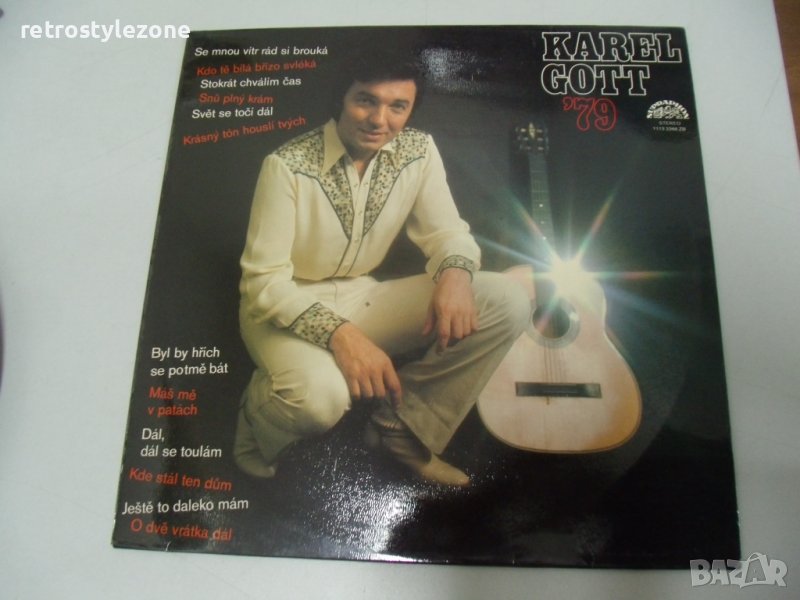 retrostylezone
Se mnou vítr rád si brouká
Kdo tě bílá břízo svléká
Stokrát chválím čas
Snů plný krám
Svět se točí dál
Krásný tón houslí tvých
KAREL
GOTT
'79
SUPRAPHON
STEREO
Byl by hřích
se potmě bát
Máš mě
v patách
Dál,
dál se toulám
Kde stál ten dům
Ještě to daleko mám
O dvě vrátka dál
BAZAR